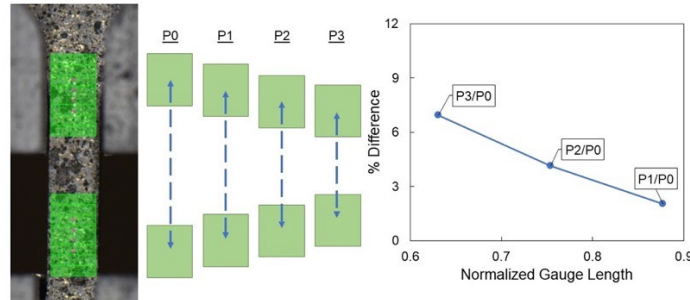 P0 P1 P2 P3
12
9
6
3
0
% Difference
P3/P0
P2/P0
P1/P0
0.6 0.7 0.8 0.9
Normalized Gauge Length